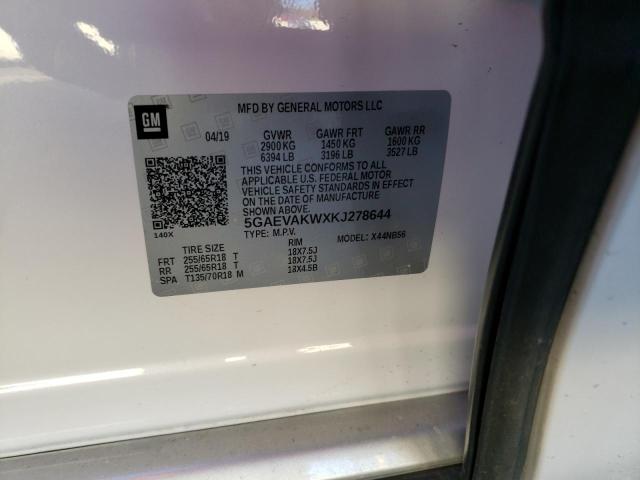 GM
MFD BY GENERAL MOTORS LLC
04/19 GVWR GAWR FRT GAWR RR
2900 KG 1450 KG 1600 KG
6394 LB 3196 LB 3527 LB
THIS VEHICLE CONFORMS TO ALL
APPLICABLE U.S. FEDERAL MOTOR
VEHICLE SAFETY STANDARDS IN EFFECT
ON THE DATE OF MANUFACTURE SHOWN ABOVE.
5GAEVAKWXKJ278644
140X TYPE: M.P.V. MODEL: X44NB56
TIRE SIZE RIM
FRT 255/65R18 T 18X7.5J
RR 255/65R18 T 18X7.5J
SPA T135/70R18 M 18X4.5B